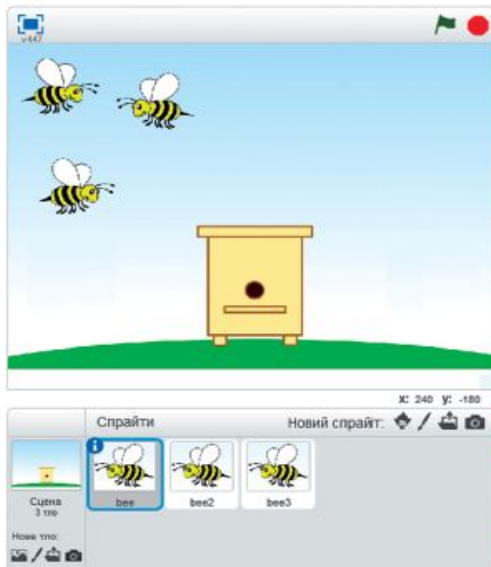 v447
x: 240 y: -180
Спрайти
Новий спрайт:
Сцена
3 тло
Нове тло:
bee
bee2
bee3